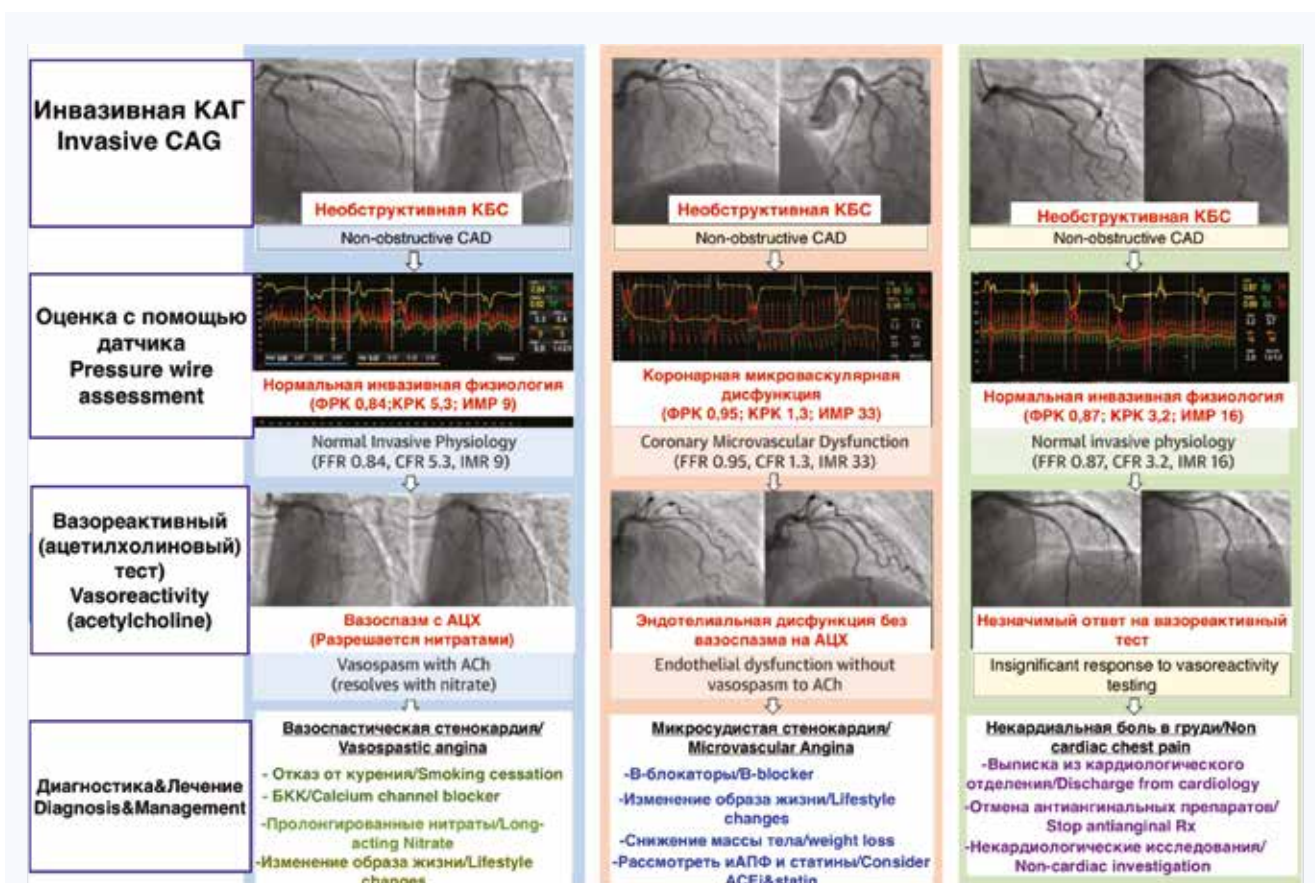 Инвазивная КАГ
Invasive CAG
Необструктивная КБС
Non-obstructive CAD
Необструктивная КБС
Non-obstructive CAD
Необструктивная КБС
Non-obstructive CAD
Оценка с помощью
датчика
Pressure wire
assessment
Нормальная инвазивная физиология
(ФРК 0,84;КРК 5,3; ИМР 9)
Normal Invasive Physiology
(FFR 0.84, CFR 5.3, IMR 9)
Коронарная микроваскулярная
дисфункция
(ФРК 0,95; КРК 1,3; ИМР 33)
Coronary Microvascular Dysfunction
(FFR 0.95, CFR 1.3, IMR 33)
Нормальная инвазивная физиология
(ФРК 0,87; КРК 3,2; ИМР 16)
Normal invasive physiology
(FFR 0.87, CFR 3.2, IMR 16)
Вазореактивный
(ацетилхолиновый)
тест)
Vasoreactivity
(acetylcholine)
Вазоспазм с АЦХ
(Разрешается нитратами)
Vasospasm with ACh
(resolves with nitrate)
Эндотелиальная дисфункция без
вазоспазма на АЦХ
Endothelial dysfunction without
vasospasm to ACh
Незначимый ответ на вазореактивный
тест
Insignificant response to vasoreactivity
testing
Диагностика&Лечение
Diagnosis&Management
Вазоспастическая стенокардия/
Vasospastic angina
- Отказ от курения/Smoking cessation
- БКК/Calcium channel blocker
-Пролонгированные нитраты/Long-
acting Nitrate
-Изменение образа жизни/Lifestyle
changes
Микросудистая стенокардия/
Microvascular Angina
-В-блокаторы/B-blocker
-Изменение образа жизни/Lifestyle
changes
-Снижение массы тела/weight loss
-Рассмотреть иАПФ и статины/Consider
ACEi&statin
Некардиальная боль в груди/Non
cardiac chest pain
-Выписка из кардиологического
отделения/Discharge from cardiology
-Отмена антиангинальных препаратов/
Stop antianginal Rx
-Некардиологические исследования/
Non-cardiac investigation